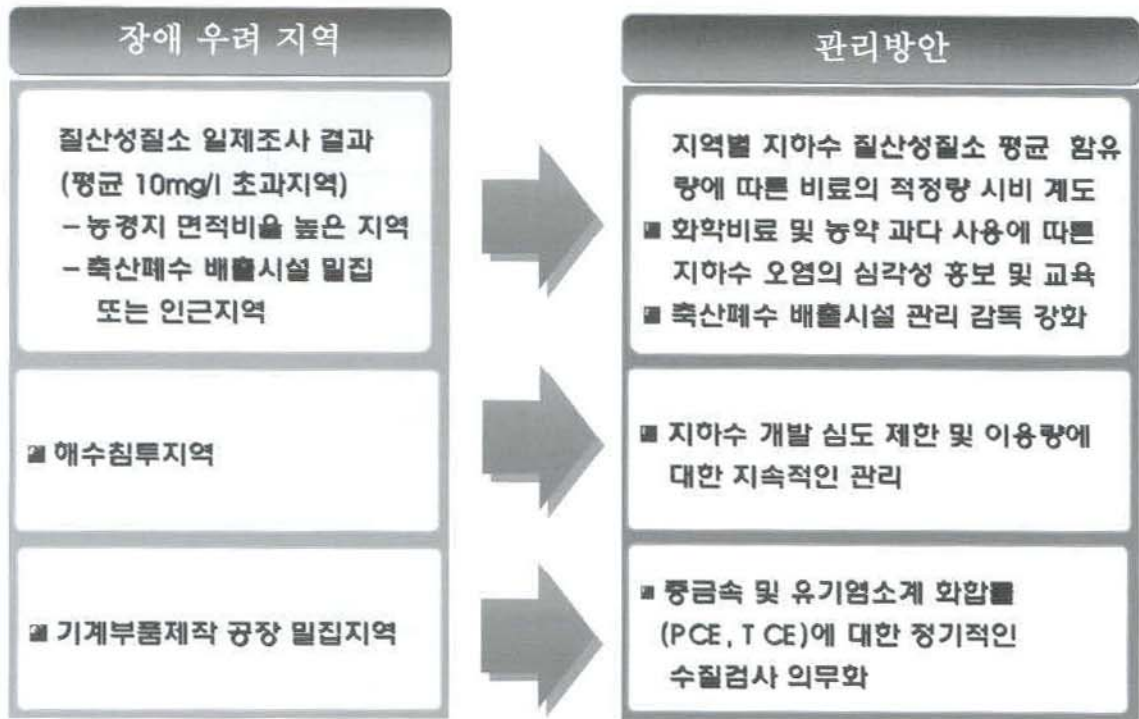 장애 우려 지역
질산성질소 일제조사 결과
(평균 10mg/l 초과지역)
– 농경지 면적비율 높은 지역
– 축산폐수 배출시설 밀집
또는 인근지역
해수침투지역
기계부품제작 공장 밀집지역
관리방안
지역별 지하수 질산성질소 평균 함유
량에 따른 비료의 적정량 시비 계도
화학비료 및 농약 과다 사용에 따른
지하수 오염의 심각성 홍보 및 교육
축산폐수 배출시설 관리 감독 강화
지하수 개발 심도 제한 및 이용량에
대한 지속적인 관리
중금속 및 유기염소계 화합물
(PCE, T CE)에 대한 정기적인
수질검사 의무화